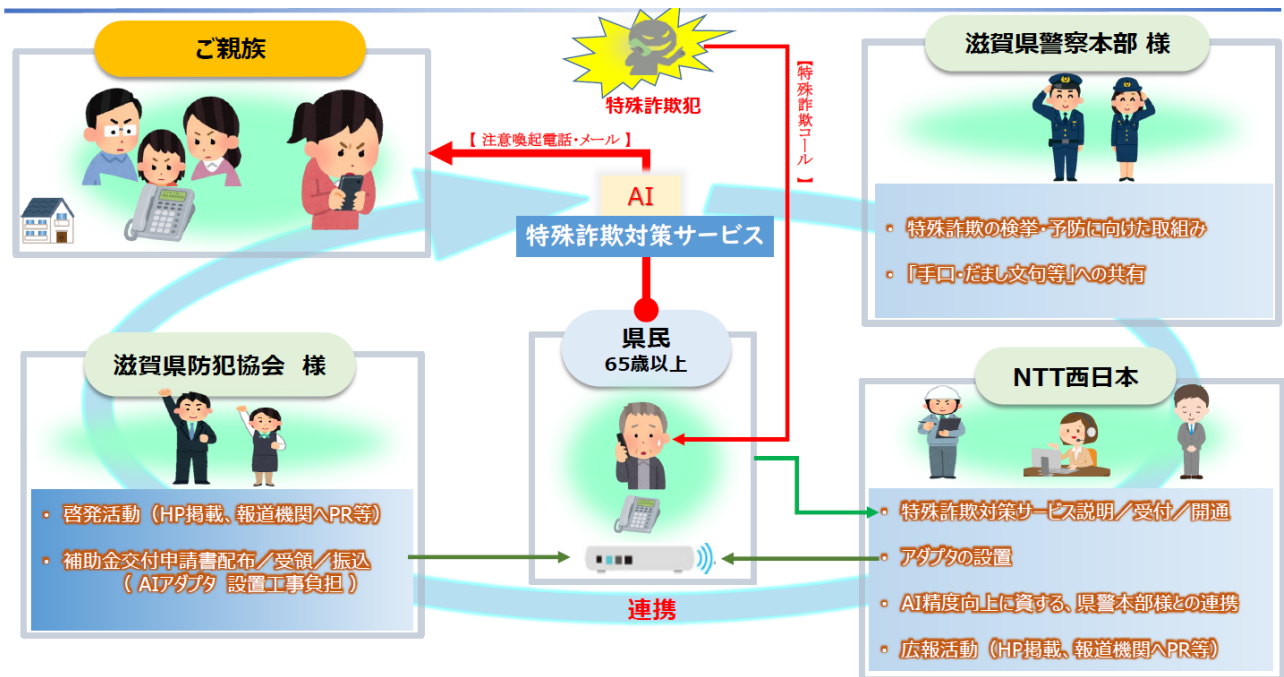 ご親族
特殊詐欺犯
【特殊詐欺コール】
滋賀県警察本部 様
・ 特殊詐欺の検挙・予防に向けた取組み
・ 「手口・だまし文句等」への共有
【 注意喚起電話・メール 】
AI
特殊詐欺対策サービス
県民
65歳以上
滋賀県防犯協会 様
・ 啓発活動（HP掲載、報道機関へPR等）
・ 補助金交付申請書配布／受領／振込
（ AIアダプタ 設置工事負担 ）
連携
NTT西日本
・ 特殊詐欺対策サービス説明／受付／開通
・ アダプタの設置
・ AI精度向上に資する、県警本部様との連携
・ 広報活動（HP掲載、報道機関へPR等）